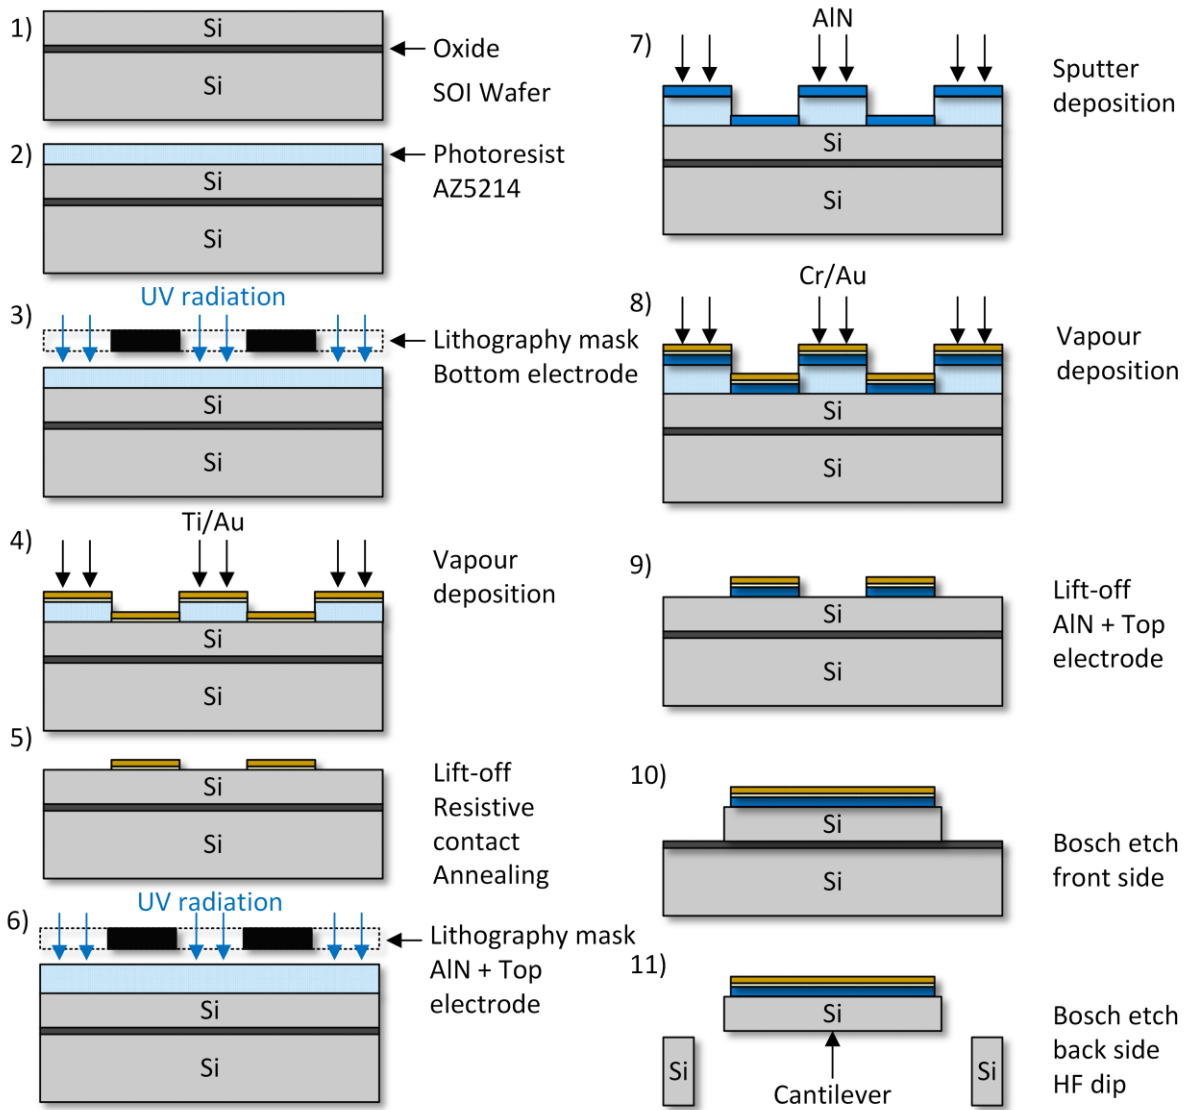 1)
Si
Oxide
SOI Wafer
Si
2)
Photoresist
AZ5214
Si
Si
UV radiation
3)
Lithography mask
Bottom electrode
Si
Si
Ti/Au
4)
Vapour
deposition
Si
Si
5)
Lift-off
Resistive
contact
Annealing
Si
Si
UV radiation
6)
Lithography mask
AlN + Top
electrode
Si
Si
AlN
7)
Sputter
deposition
Si
Si
Cr/Au
8)
Vapour
deposition
Si
Si
9)
Lift-off
AlN + Top
electrode
Si
Si
10)
Si
Bosch etch
front side
Si
11)
Si
Bosch etch
back side
HF dip
Si
Si
Cantilever